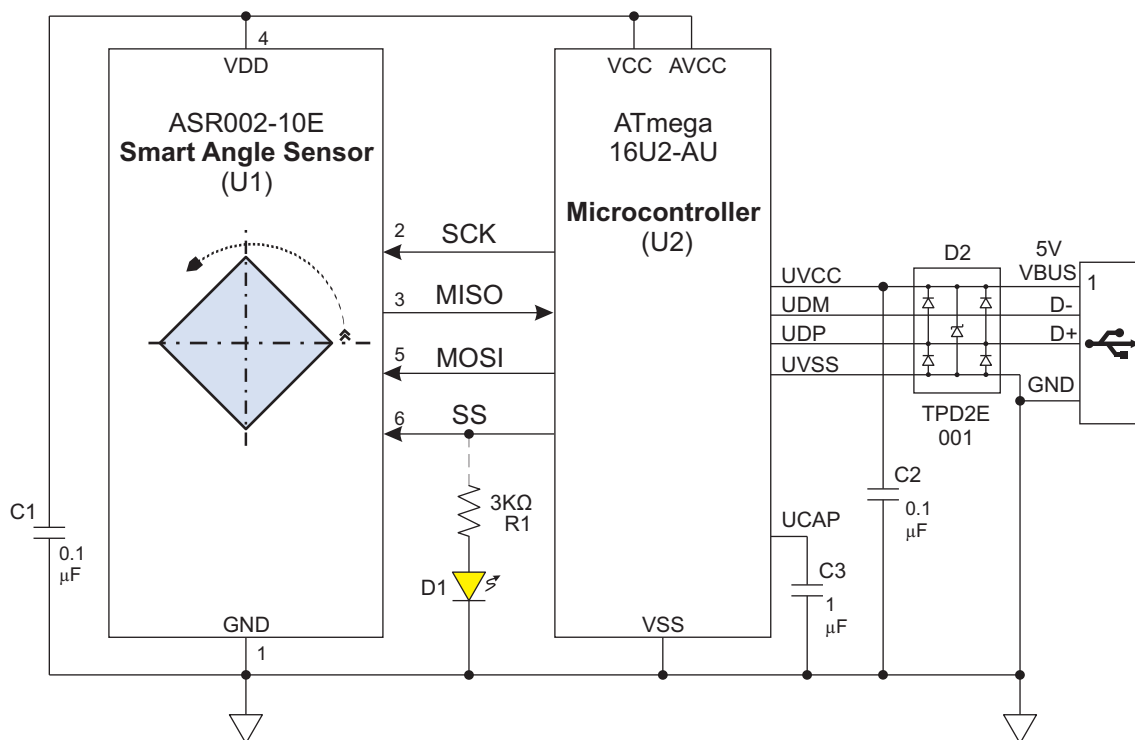 4
VDD
ASR002-10E
Smart Angle Sensor
(U1)
VCC AVCC
ATmega
16U2-AU
Microcontroller
(U2)
2 SCK
3 MISO
5 MOSI
6 SS
UVCC
UDM
UDP
UVSS
D2
TPD2E
001
5V
VBUS
1
D-
D+
GND
C1
0.1
µF
3KΩ
R1
D1
UCAP
C2
0.1
µF
C3
1
µF
GND
1
VSS